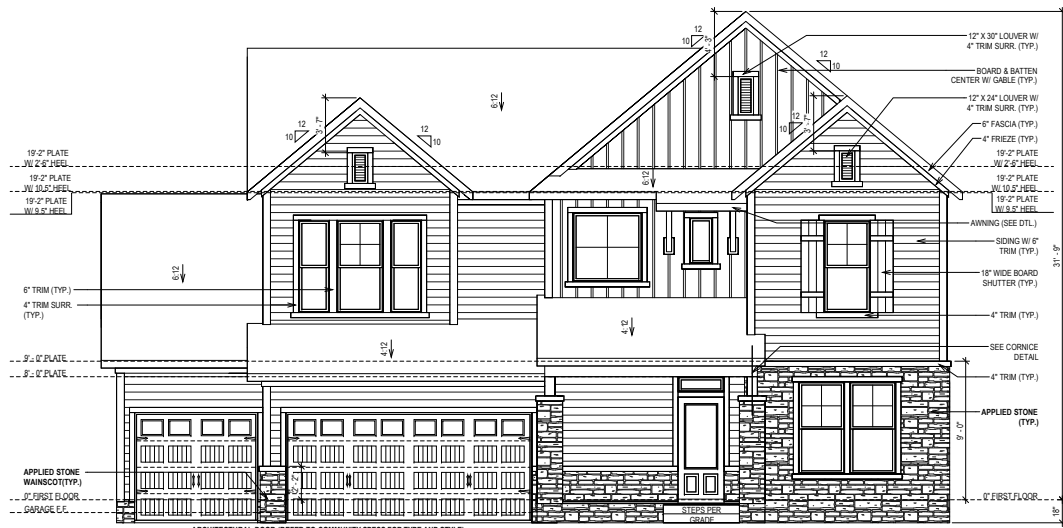 12
10
4' - 3"
12
10
12" X 30" LOUVER W/
4" TRIM SURR. (TYP.)
BOARD & BATTEN
CENTER W/ GABLE (TYP.)
12" X 24" LOUVER W/
4" TRIM SURR. (TYP.)
6" FASCIA (TYP.)
4" FRIEZE (TYP.)
6:12
3' - 7"
12
10
12
10
3' - 7"
12
10
19'-2" PLATE
W/ 2'-6" HEEL
19'-2" PLATE
W/ 10.5" HEEL
19'-2" PLATE
W/ 9.5" HEEL
6:12
19'-2" PLATE
W/ 2'-6" HEEL
19'-2" PLATE
W/ 10.5" HEEL
19'-2" PLATE
W/ 9.5" HEEL
AWNING (SEE DTL.)
SIDING W/ 6"
TRIM (TYP.)
31' - 9"
18" WIDE BOARD
SHUTTER (TYP.)
6:12
6" TRIM (TYP.)
4" TRIM SURR.
(TYP.)
4" TRIM (TYP.)
4:12
4:12
SEE CORNICE
DETAIL
9' - 0" PLATE
8' - 0" PLATE
4" TRIM (TYP.)
APPLIED STONE
(TYP.)
9' - 0"
APPLIED STONE
WAINSCOT(TYP.)
2' - 2"
0" FIRST FLOOR
GARAGE F.F.
STEPS PER
GRADE
0" FIRST FLOOR